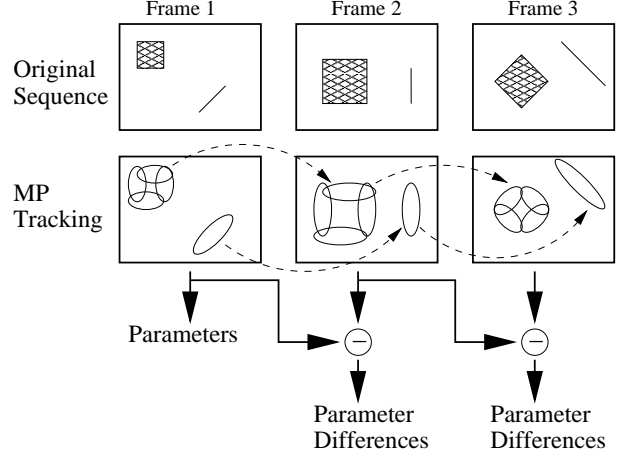 Frame 1 Frame 2 Frame 3
Original
Sequence
MP
Tracking
Parameters
− −
Parameter Parameter
Differences Differences